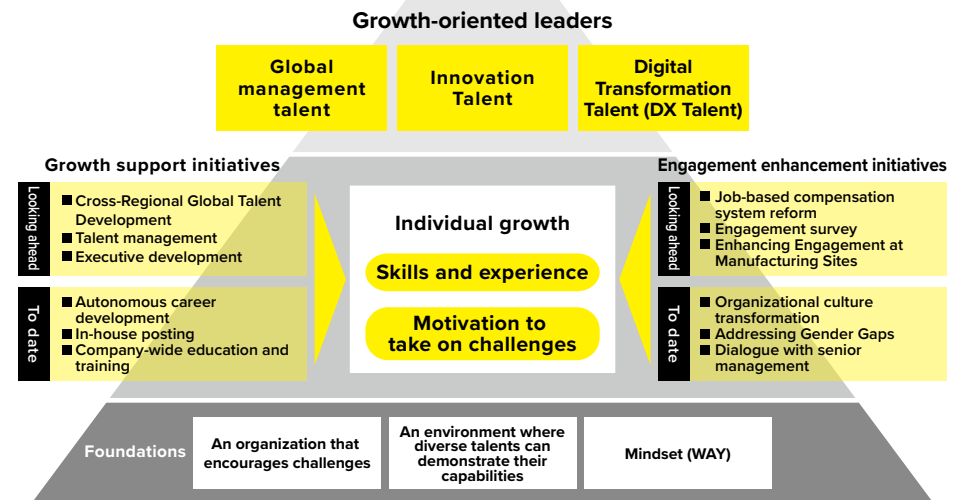 Growth-oriented leaders
Global
management
talent
Innovation
Talent
Digital
Transformation
Talent (DX Talent)
Growth support initiatives
Looking ahead
■ Cross-Regional Global Talent
Development
■ Talent management
■ Executive development
To date
■ Autonomous career
development
■ In-house posting
■ Company-wide education and
training
Individual growth
Skills and experience
Motivation to
take on challenges
Engagement enhancement initiatives
Looking ahead
■ Job-based compensation
system reform
■ Engagement survey
■ Enhancing Engagement at
Manufacturing Sites
To date
■ Organizational culture
transformation
■ Addressing Gender Gaps
■ Dialogue with senior
management
Foundations
An organization that
encourages challenges
An environment where
diverse talents can
demonstrate their
capabilities
Mindset (WAY)